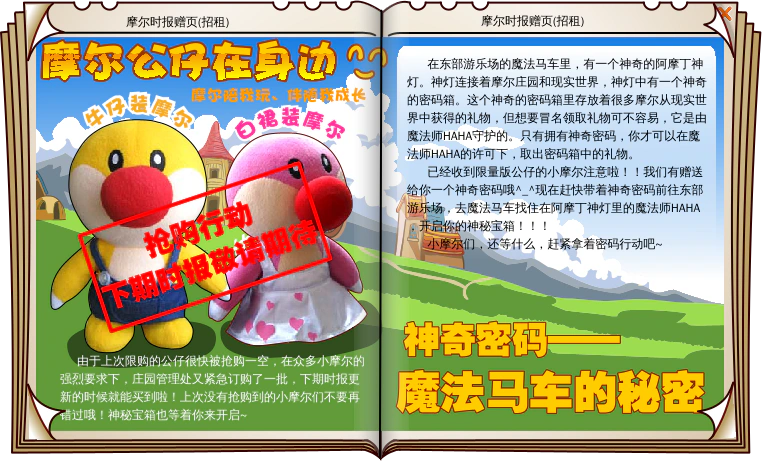 摩尔时报赠页(招租)
摩尔公仔在身边
摩尔陪我玩、伴随我成长
牛仔装摩尔
白裙装摩尔
抢购行动
下期时报敬请期待
由于上次限购的公仔很快被抢购一空，在众多小摩尔的
强烈要求下，庄园管理处又紧急订购了一批，下期时报更
新的时候就能买到啦！上次没有抢购到的小摩尔们不要再
错过哦！神秘宝箱也等着你来开启~
摩尔时报赠页(招租)
在东部游乐场的魔法马车里，有一个神奇的阿摩丁神
灯。神灯连接着摩尔庄园和现实世界，神灯中有一个神奇
的密码箱。这个神奇的密码箱里存放着很多摩尔从现实世
界中获得的礼物，但想要冒名领取礼物可不容易，它是由
魔法师HAHA守护的。只有拥有神奇密码，你才可以在魔
法师HAHA的许可下，取出密码箱中的礼物。
已经收到限量版公仔的小摩尔注意啦！！我们有赠送
给你一个神奇密码哦^_^现在赶快带着神奇密码前往东部
游乐场，去魔法马车找住在阿摩丁神灯里的魔法师HAHA
开启你的神秘宝箱！！！
小摩尔们，还等什么，赶紧拿着密码行动吧~
神奇密码——
魔法马车的秘密